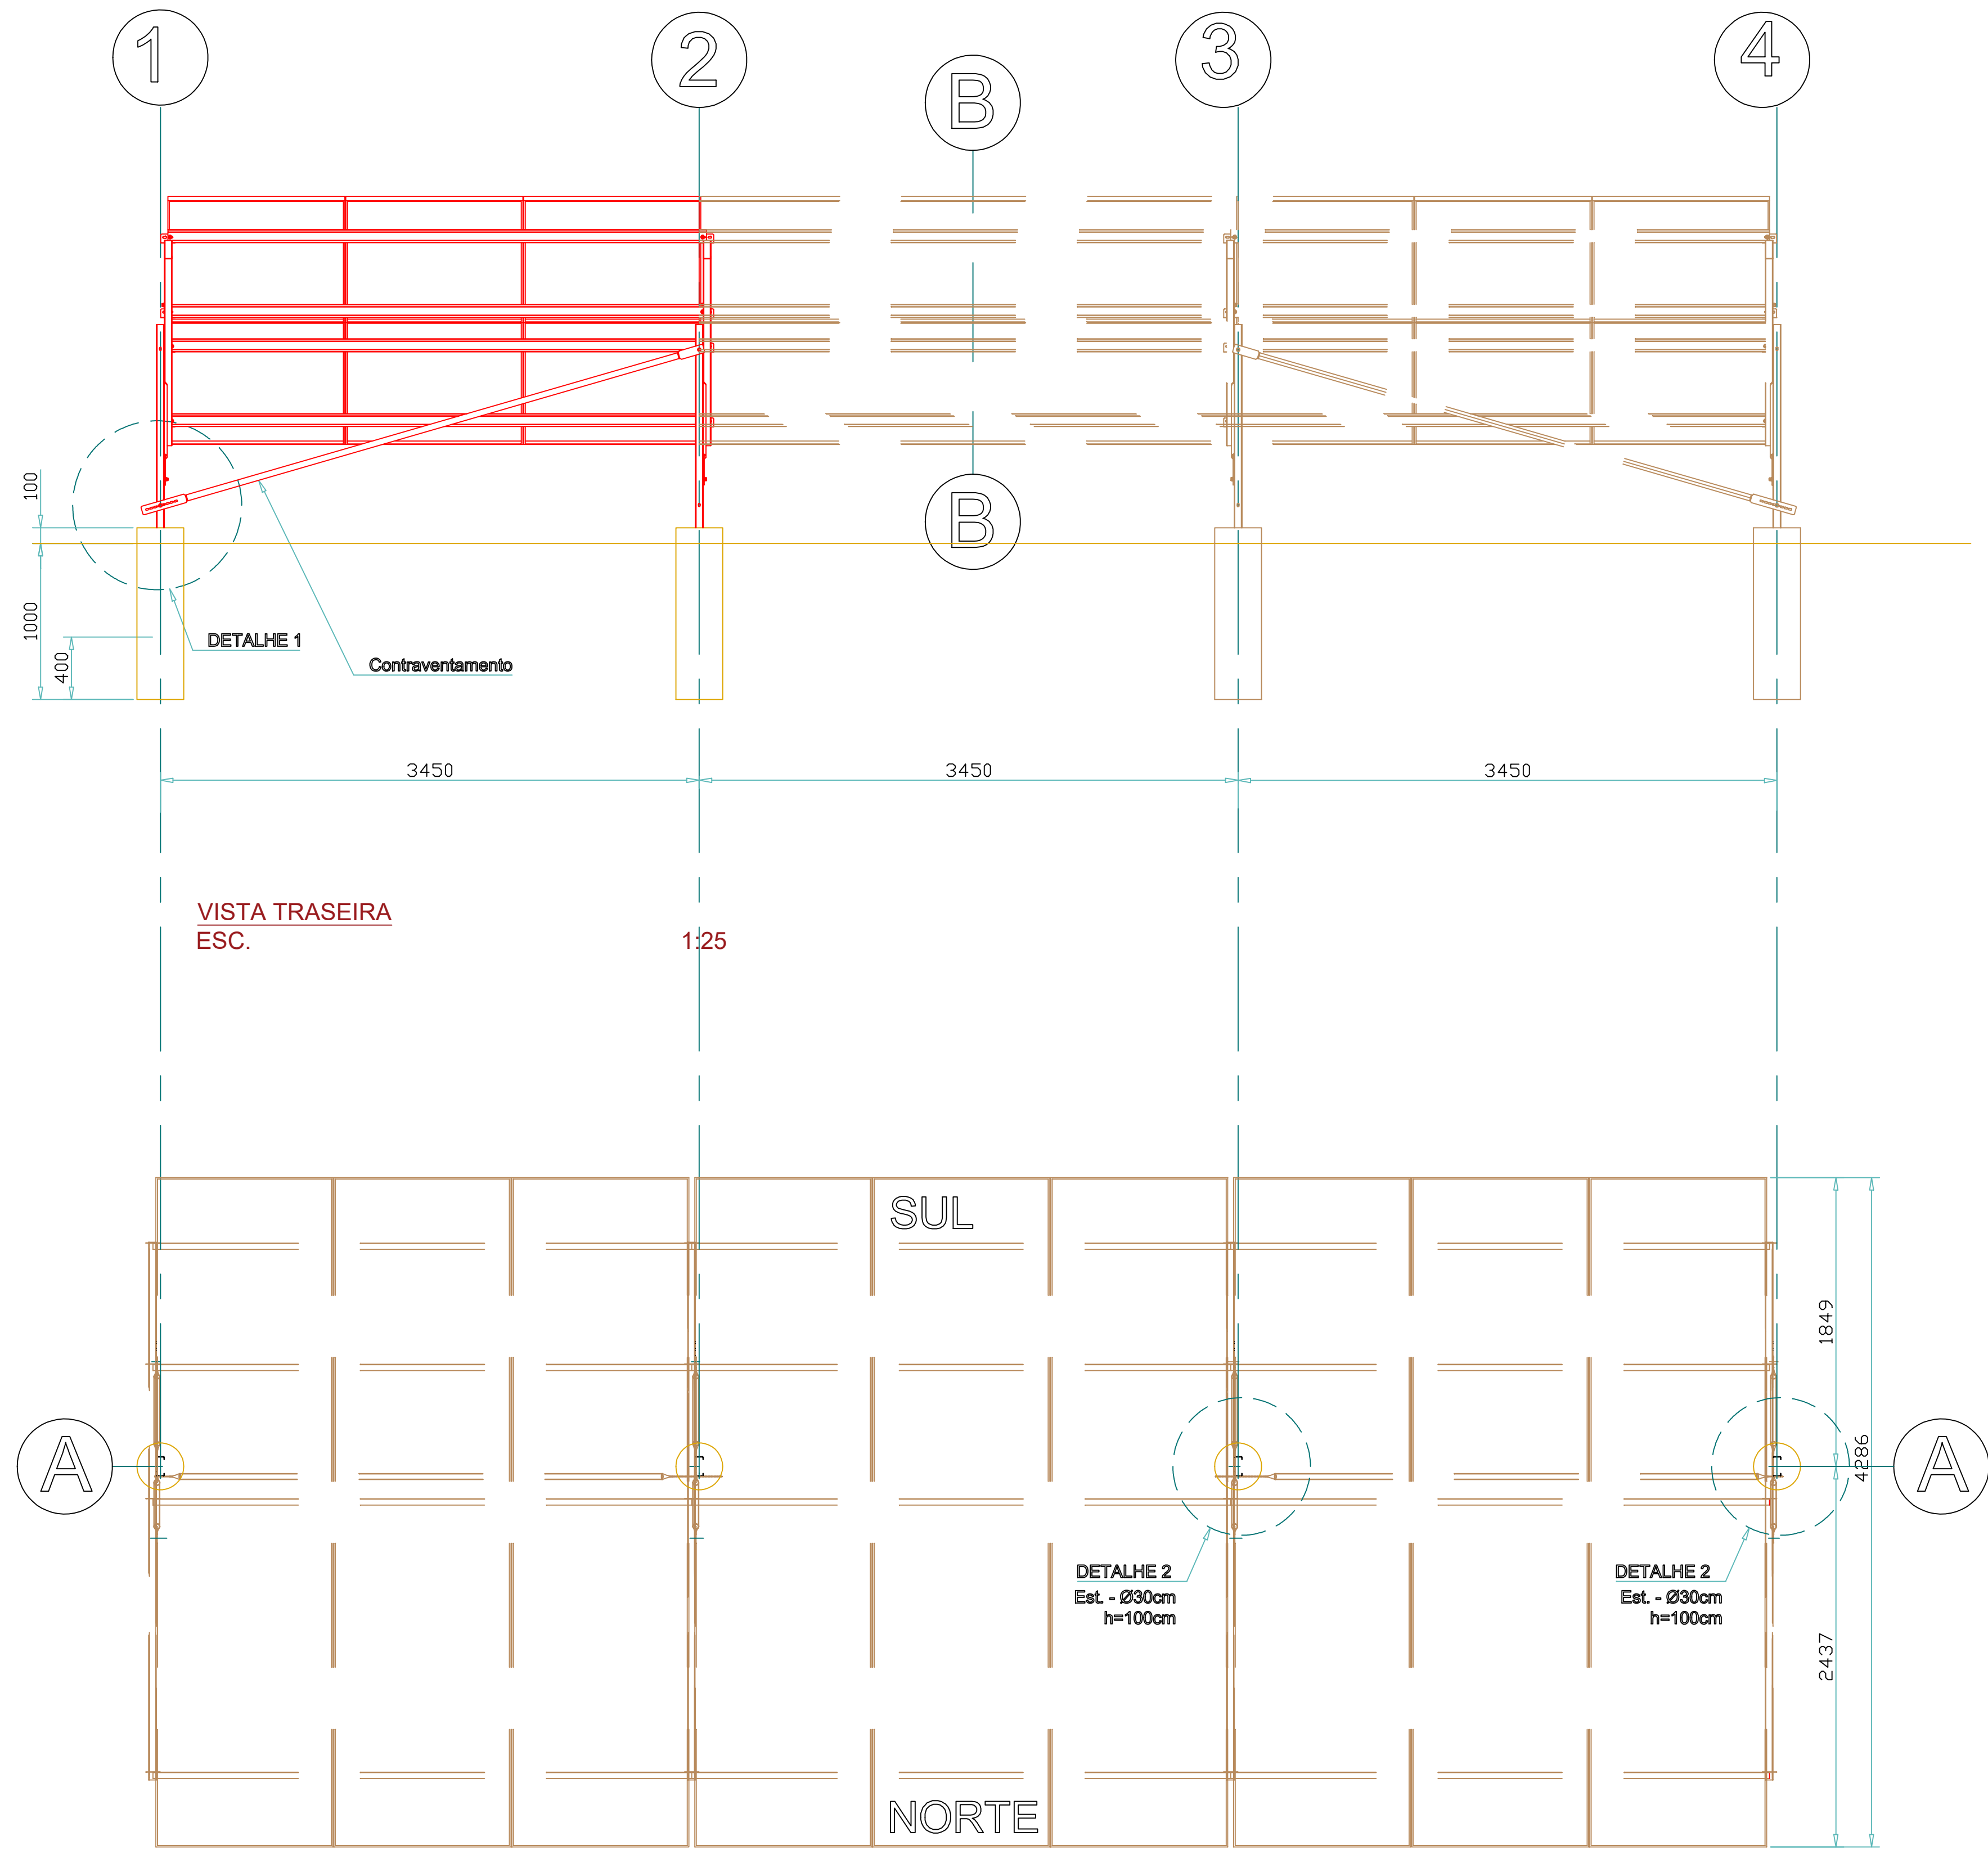 1
2
3
4
B
B
100
1000
400
DETALHE 1
Contraventamento
3450
3450
3450
VISTA TRASEIRA
ESC. 1:25
SUL
1849
4286
A
A
DETALHE 2
Est. - Ø30cm
h=100cm
DETALHE 2
Est. - Ø30cm
h=100cm
2437
NORTE